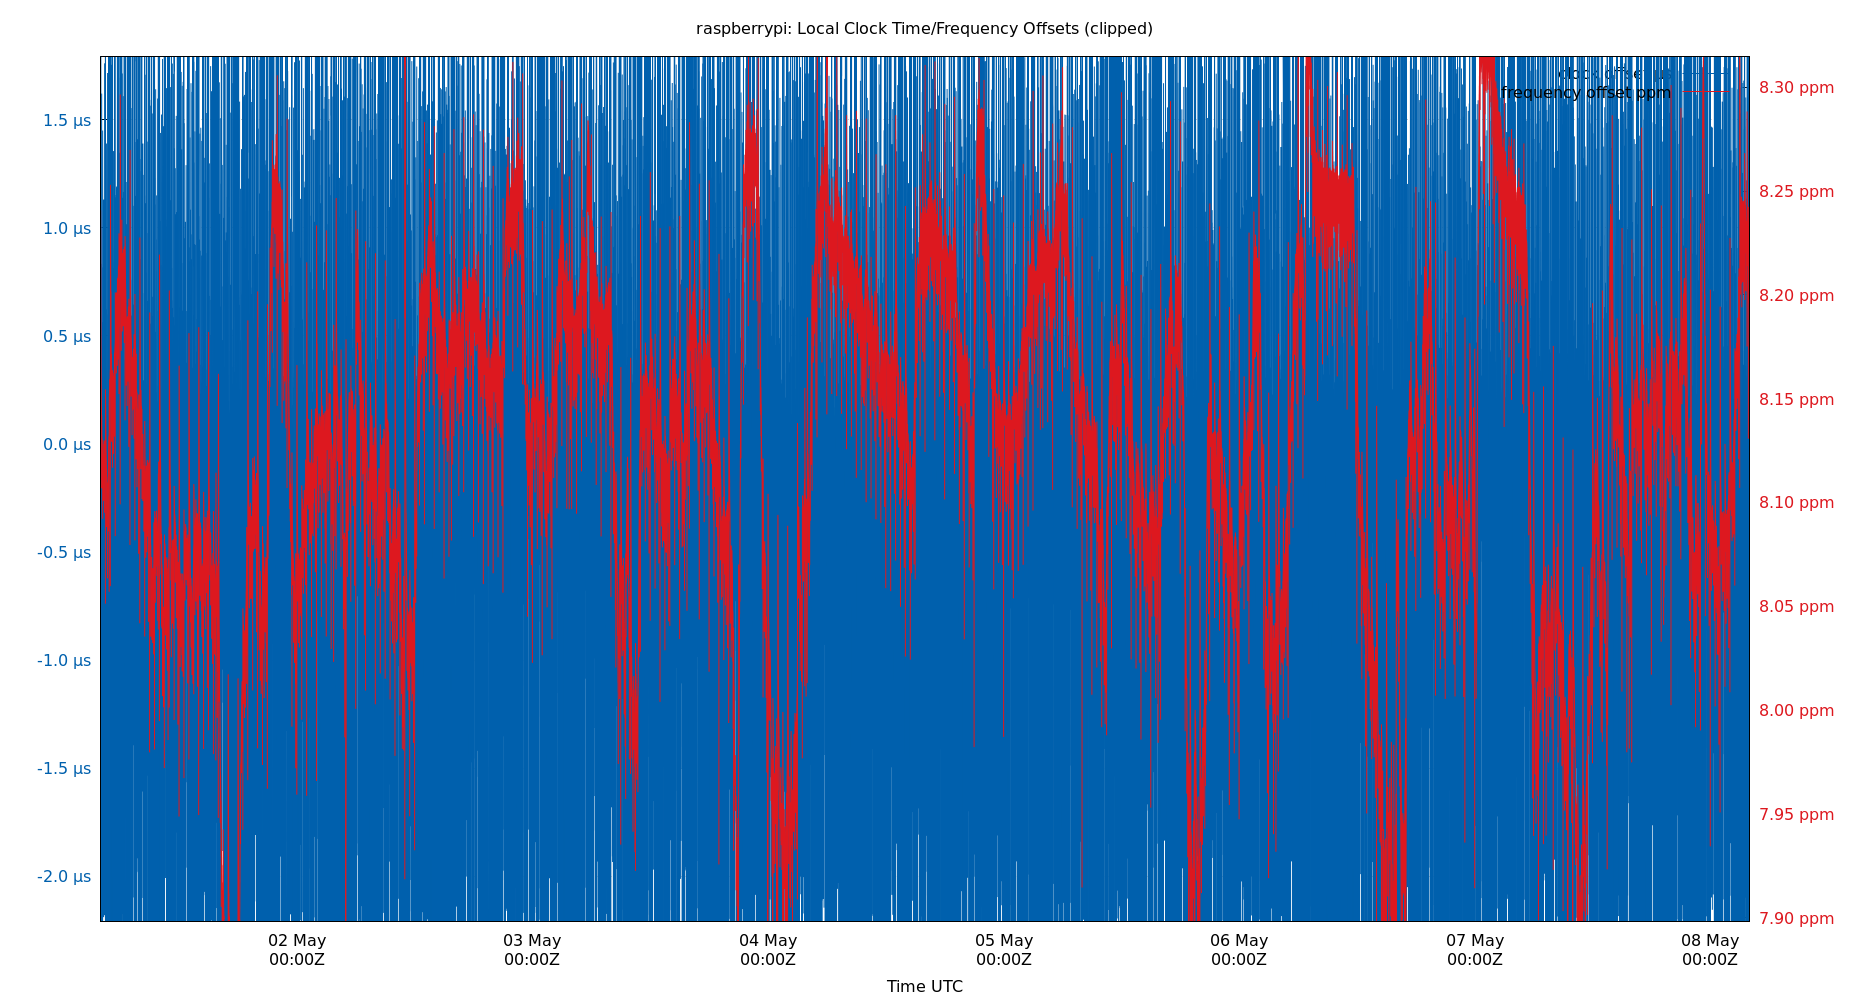 raspberrypi: Local Clock Time/Frequency Offsets (clipped)
clock offset μs
frequency offset ppm
1.5 μs
1.0 μs
0.5 μs
0.0 μs
-0.5 μs
-1.0 μs
-1.5 μs
-2.0 μs
8.30 ppm
8.25 ppm
8.20 ppm
8.15 ppm
8.10 ppm
8.05 ppm
8.00 ppm
7.95 ppm
7.90 ppm
02 May
00:00Z
03 May
00:00Z
04 May
00:00Z
05 May
00:00Z
06 May
00:00Z
07 May
00:00Z
08 May
00:00Z
Time UTC